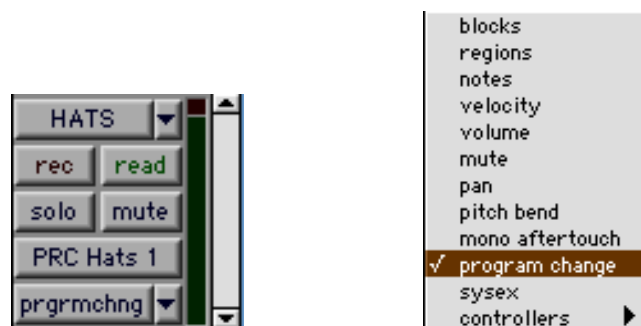 HATS
rec read
solo mute
PRC Hats 1
prgrmchng
blocks
regions
notes
velocity
volume
mute
pan
pitch bend
mono aftertouch
✓ program change
sysex
controllers